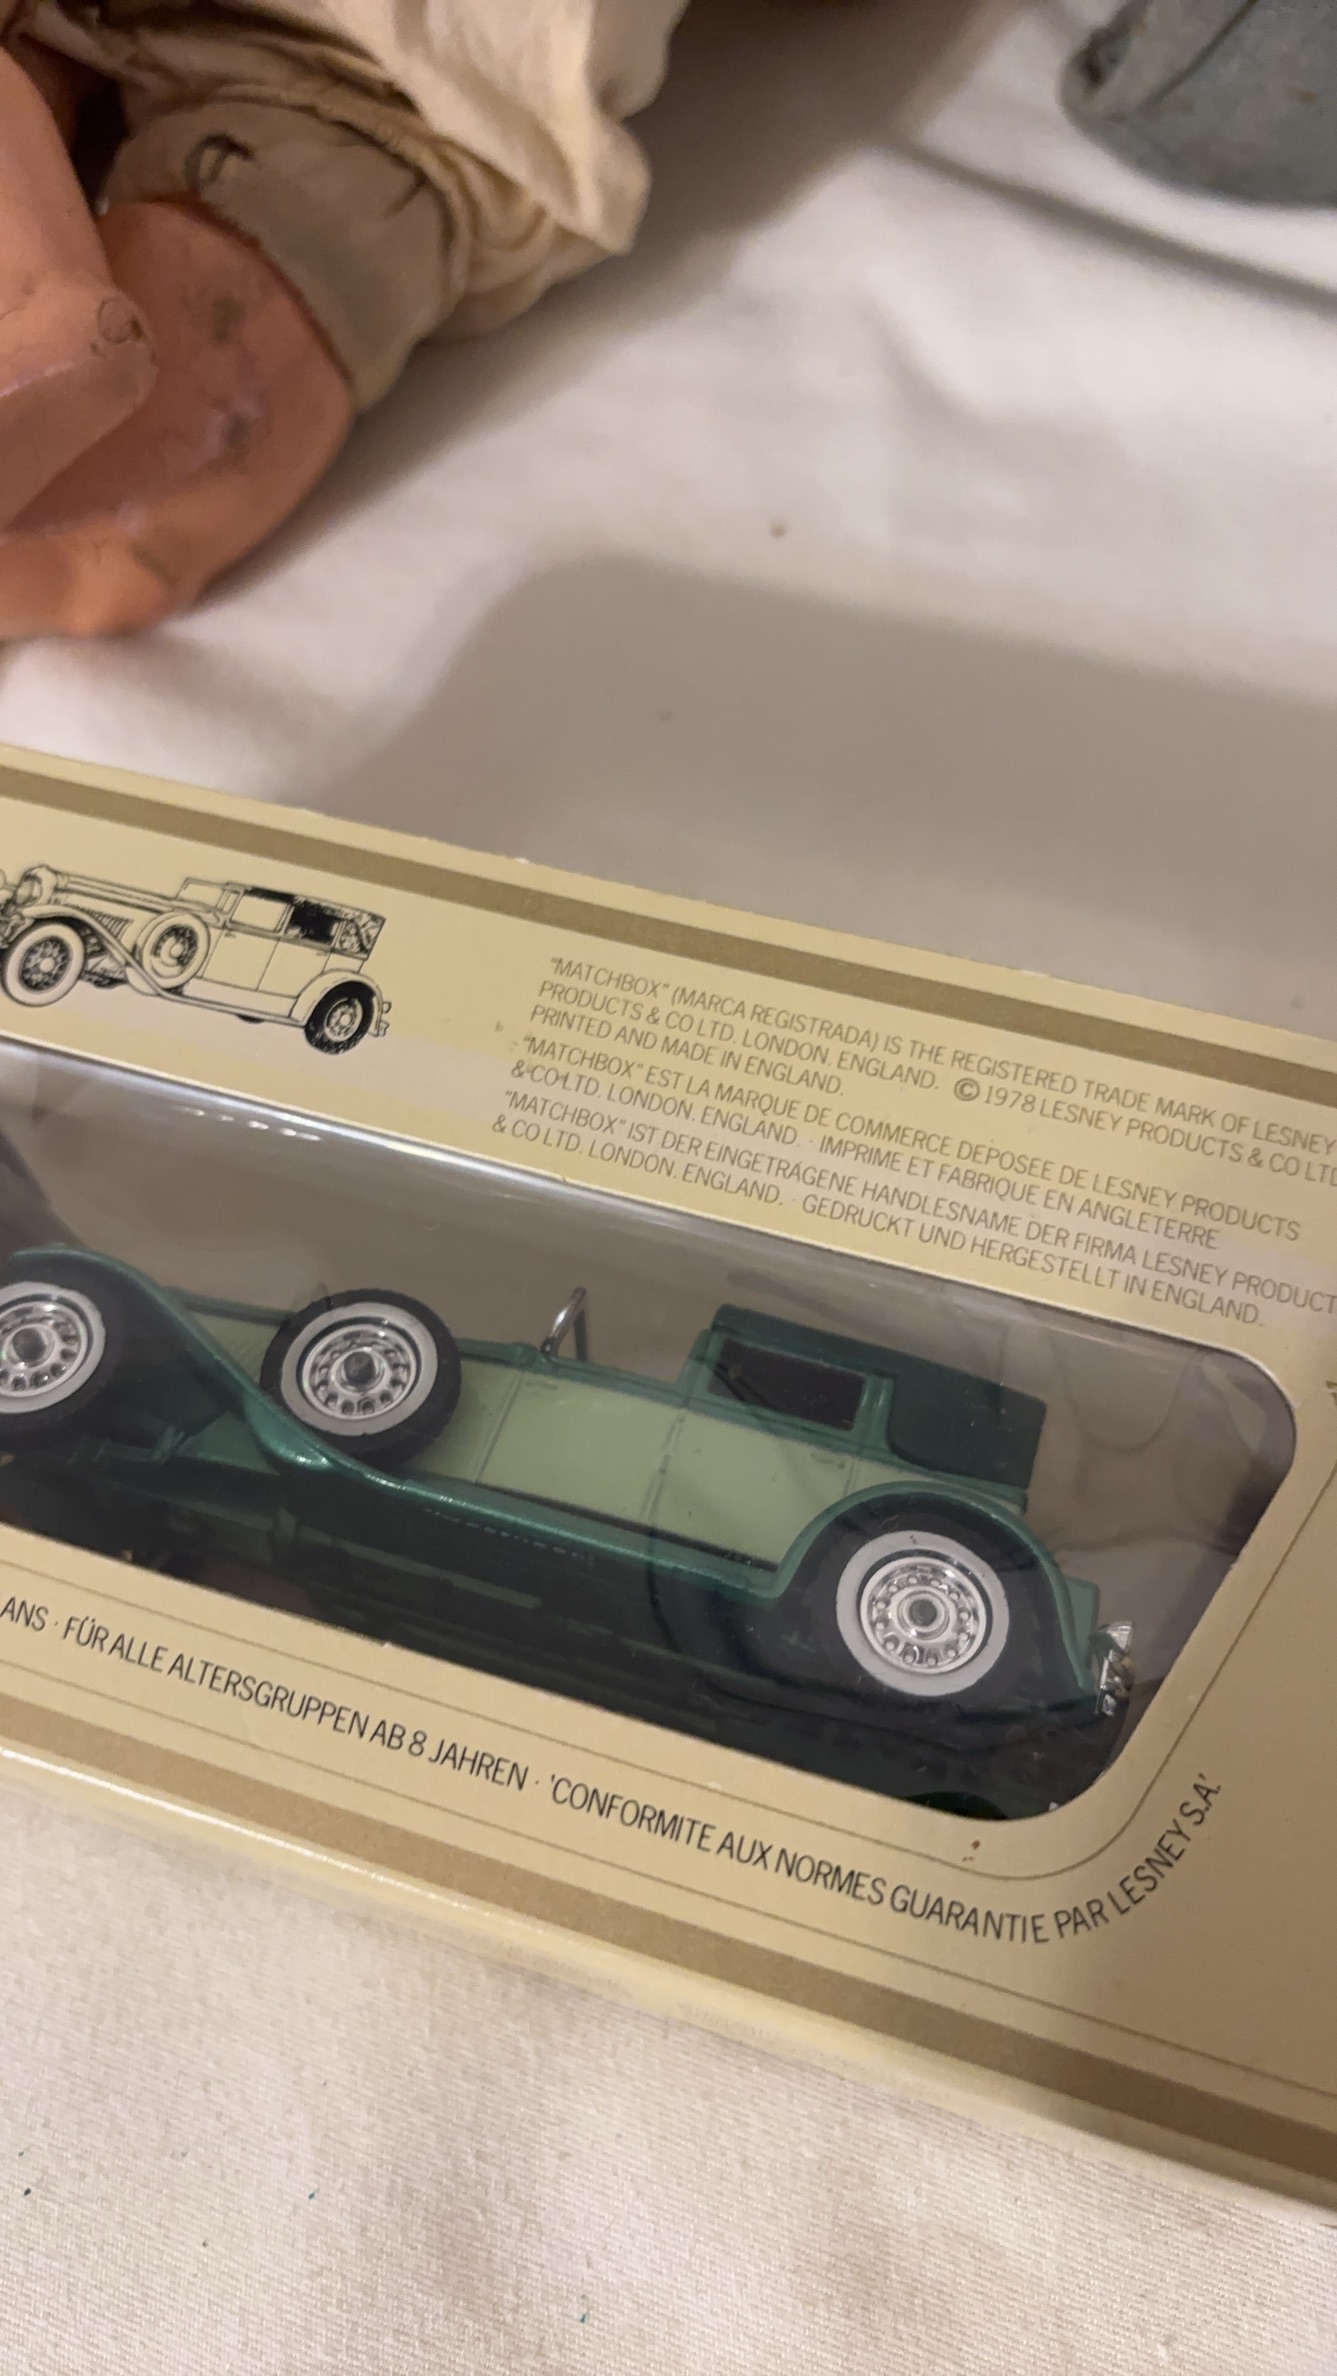 "MATCHBOX" (MARCA REGISTRADA) IS THE REGISTERED TRADE MARK OF LESNEY
PRODUCTS & CO LTD. LONDON, ENGLAND. © 1978 LESNEY PRODUCTS & CO LTD
PRINTED AND MADE IN ENGLAND.
"MATCHBOX" EST LA MARQUE DE COMMERCE DEPOSEE DE LESNEY PRODUCTS
& CO LTD. LONDON. ENGLAND. · IMPRIME ET FABRIQUE EN ANGLETERRE
"MATCHBOX" IST DER EINGETRAGENE HANDLESNAME DER FIRMA LESNEY PRODUCT
& CO LTD. LONDON. ENGLAND. · GEDRUCKT UND HERGESTELLT IN ENGLAND.
ANS · FÜR ALLE ALTERSGRUPPEN AB 8 JAHREN · 'CONFORMITE AUX NORMES GUARANTIE PAR LESNEY S.A.'